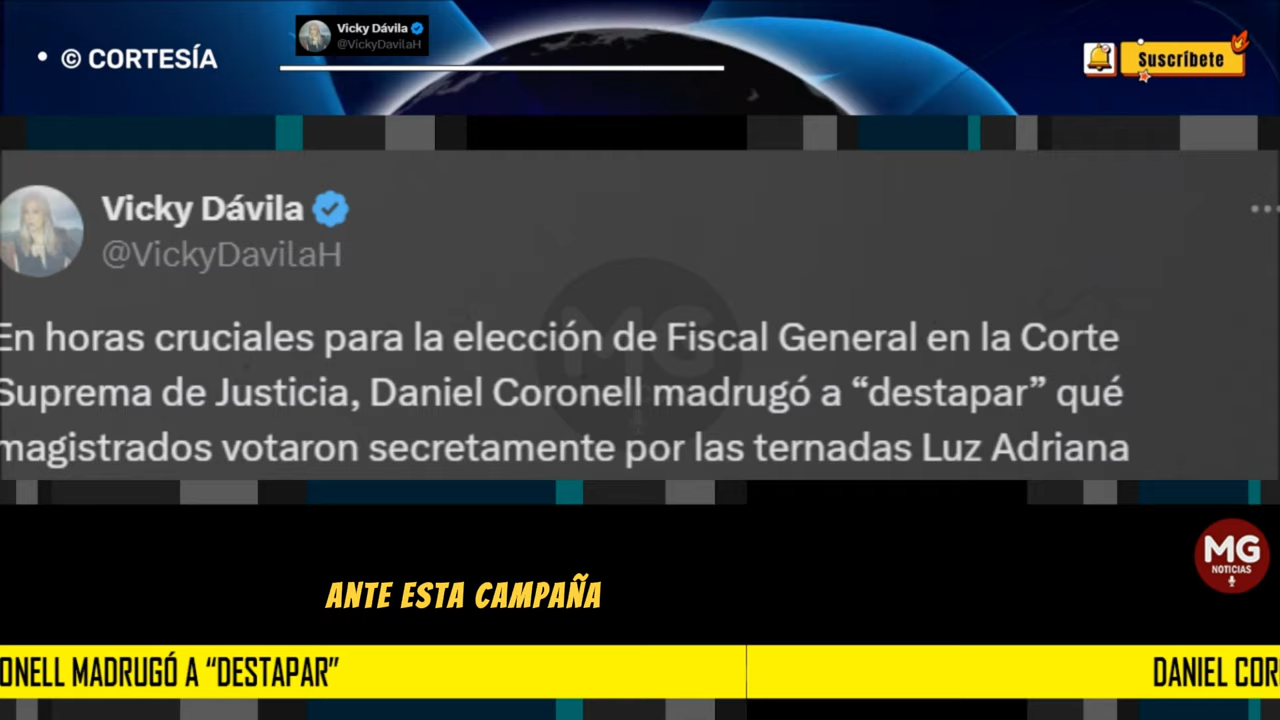 • © CORTESÍA
Vicky Dávila
@VickyDavilaH
Suscríbete
Vicky Dávila
@VickyDavilaH
En horas cruciales para la elección de Fiscal General en la Corte
Suprema de Justicia, Daniel Coronell madrugó a “destapar” qué
magistrados votaron secretamente por las ternadas Luz Adriana
MG
MG
NOTICIAS
ANTE ESTA CAMPAÑA
ONELL MADRUGÓ A “DESTAPAR”
DANIEL COR